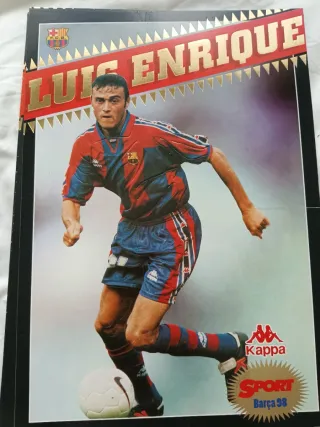 LUIS ENRIQUE
Kappa
SPORT
Barça 98